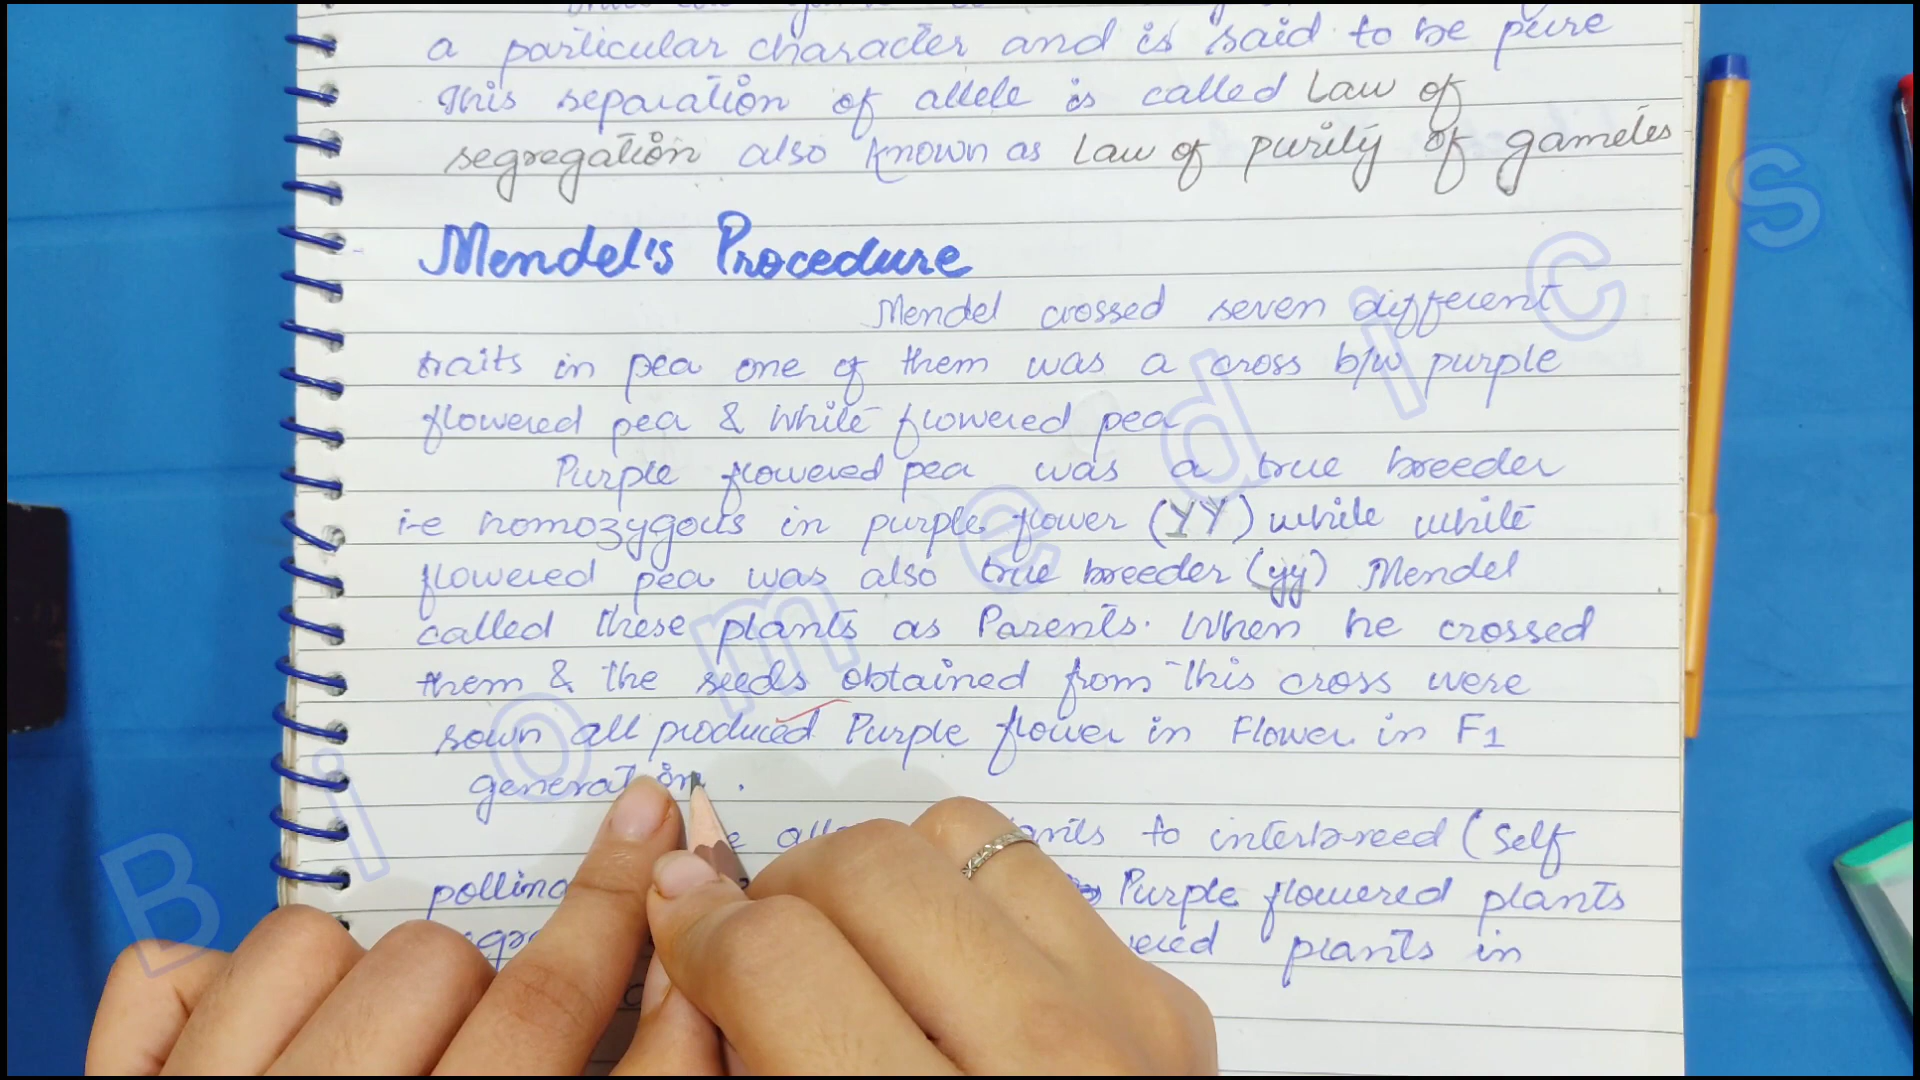 a particular character and is said to be pure
This separation of allele is called Law of
segregation also known as Law of purity of gametes
Mendel's Procedure
Mendel crossed seven different
traits in pea one of them was a cross b/w purple
flowered pea & white flowered pea
Purple flowered pea was a true breeder
i-e homozygous in purple flower (YY) while white
flowered pea was also true breeder (yy) Mendel
called these plants as Parents. When he crossed
them & the seeds obtained from this cross were
sown all produced Purple flower in Flower in F1
generation.
to interbreed (Self
Purple flowered plants
plants in
Biomedics